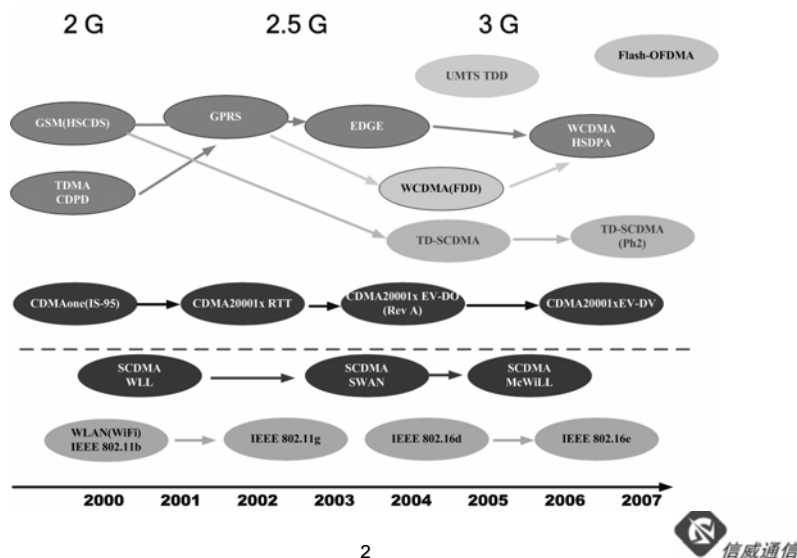 2 G
2.5 G
3 G
Flash-OFDMA
UMTS TDD
GSM(HSCDS)
GPRS
EDGE
WCDMA
HSDPA
TDMA
CDPD
WCDMA(FDD)
TD-SCDMA
TD-SCDMA
(Ph2)
CDMAone(IS-95)
CDMA20001x RTT
CDMA20001x EV-DO
(Rev A)
CDMA20001xEV-DV
SCDMA
WLL
SCDMA
SWAN
SCDMA
McWiLL
WLAN(WiFi)
IEEE 802.11b
IEEE 802.11g
IEEE 802.16d
IEEE 802.16e
2000 2001 2002 2003 2004 2005 2006 2007
2
信威通信